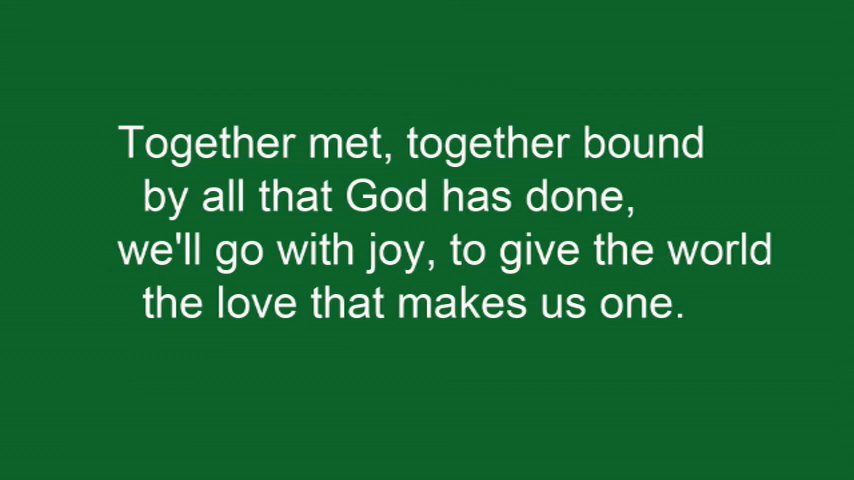 Together met, together bound
by all that God has done,
we'll go with joy, to give the world
the love that makes us one.